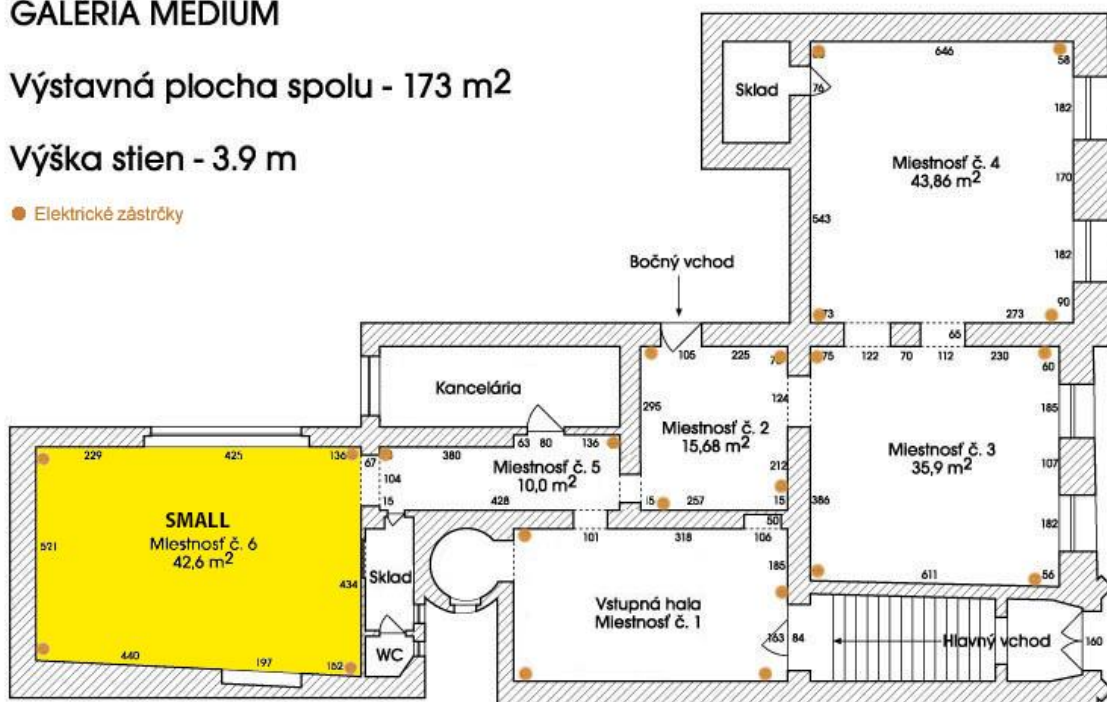 GALÉRIA MEDIUM
Výstavná plocha spolu - 173 m2
Výška stien - 3.9 m
Elektrické zástrčky
Sklad
76
646
58
182
Miestnosť č. 4
43,86 m2
170
543
182
90
73
273
65
Bočný vchod
105
225
75
122
70
112
230
60
Kancelária
295
124
185
Miestnosť č. 2
15,68 m2
Miestnosť č. 3
35,9 m2
107
63
80
136
229
425
136
67
380
104
Miestnosť č. 5
10,0 m2
212
15
428
15
257
15
386
182
SMALL
Miestnosť č. 6
42,6 m2
521
434
50
101
318
106
185
611
56
Sklad
Vstupná hala
Miestnosť č. 1
163
84
Hlavný vchod
160
WC
440
197
152